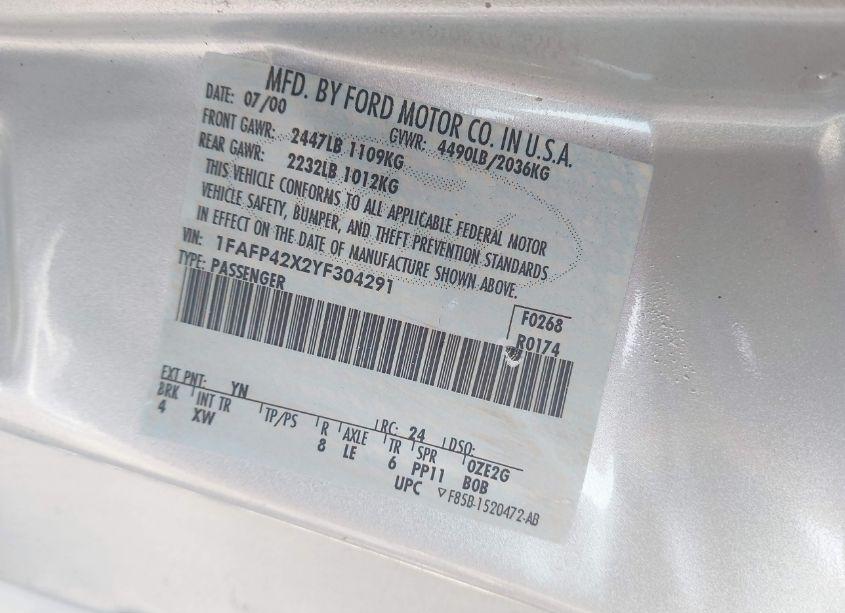 MFD. BY FORD MOTOR CO. IN U.S.A.
DATE: 07/00 GVWR: 4490LB/2036KG
FRONT GAWR: 2447LB 1109KG
REAR GAWR: 2232LB 1012KG
THIS VEHICLE CONFORMS TO ALL APPLICABLE FEDERAL MOTOR
VEHICLE SAFETY, BUMPER, AND THEFT PREVENTION STANDARDS
IN EFFECT ON THE DATE OF MANUFACTURE SHOWN ABOVE.
VIN: 1FAFP42X2YF304291
TYPE: PASSENGER
F0268
R0174
EXT PNT: YN RC: 24 DSO:
BRK INT TR TP/PS R AXLE TR SPR 0ZE2G
4 XW 8 LE 6 PP11 B0B
UPC ▽F85B-1520472-AB